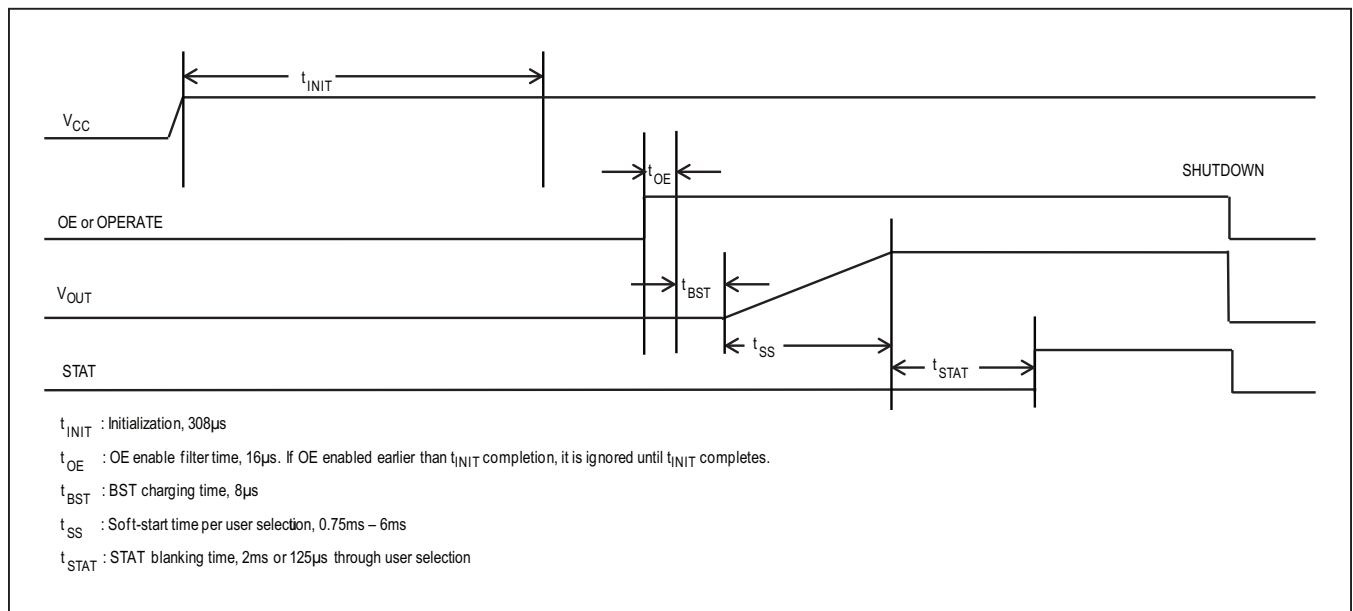 tINIT
VCC
tOE
SHUTDOWN
OE or OPERATE
VOUT
tBST
tSS
tSTAT
STAT
tINIT : Initialization, 308µs
tOE : OE enable filter time, 16µs. If OE enabled earlier than tINIT completion, it is ignored until tINIT completes.
tBST : BST charging time, 8µs
tSS : Soft-start time per user selection, 0.75ms – 6ms
tSTAT : STAT blanking time, 2ms or 125µs through user selection